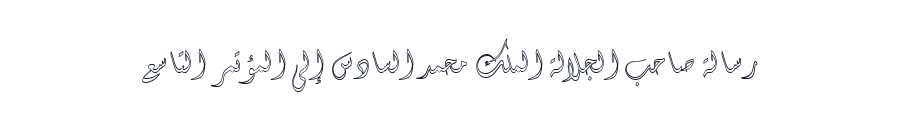 رسالة صاحب الجلالة الملك محمد السادس إلى المؤتمر التاسع